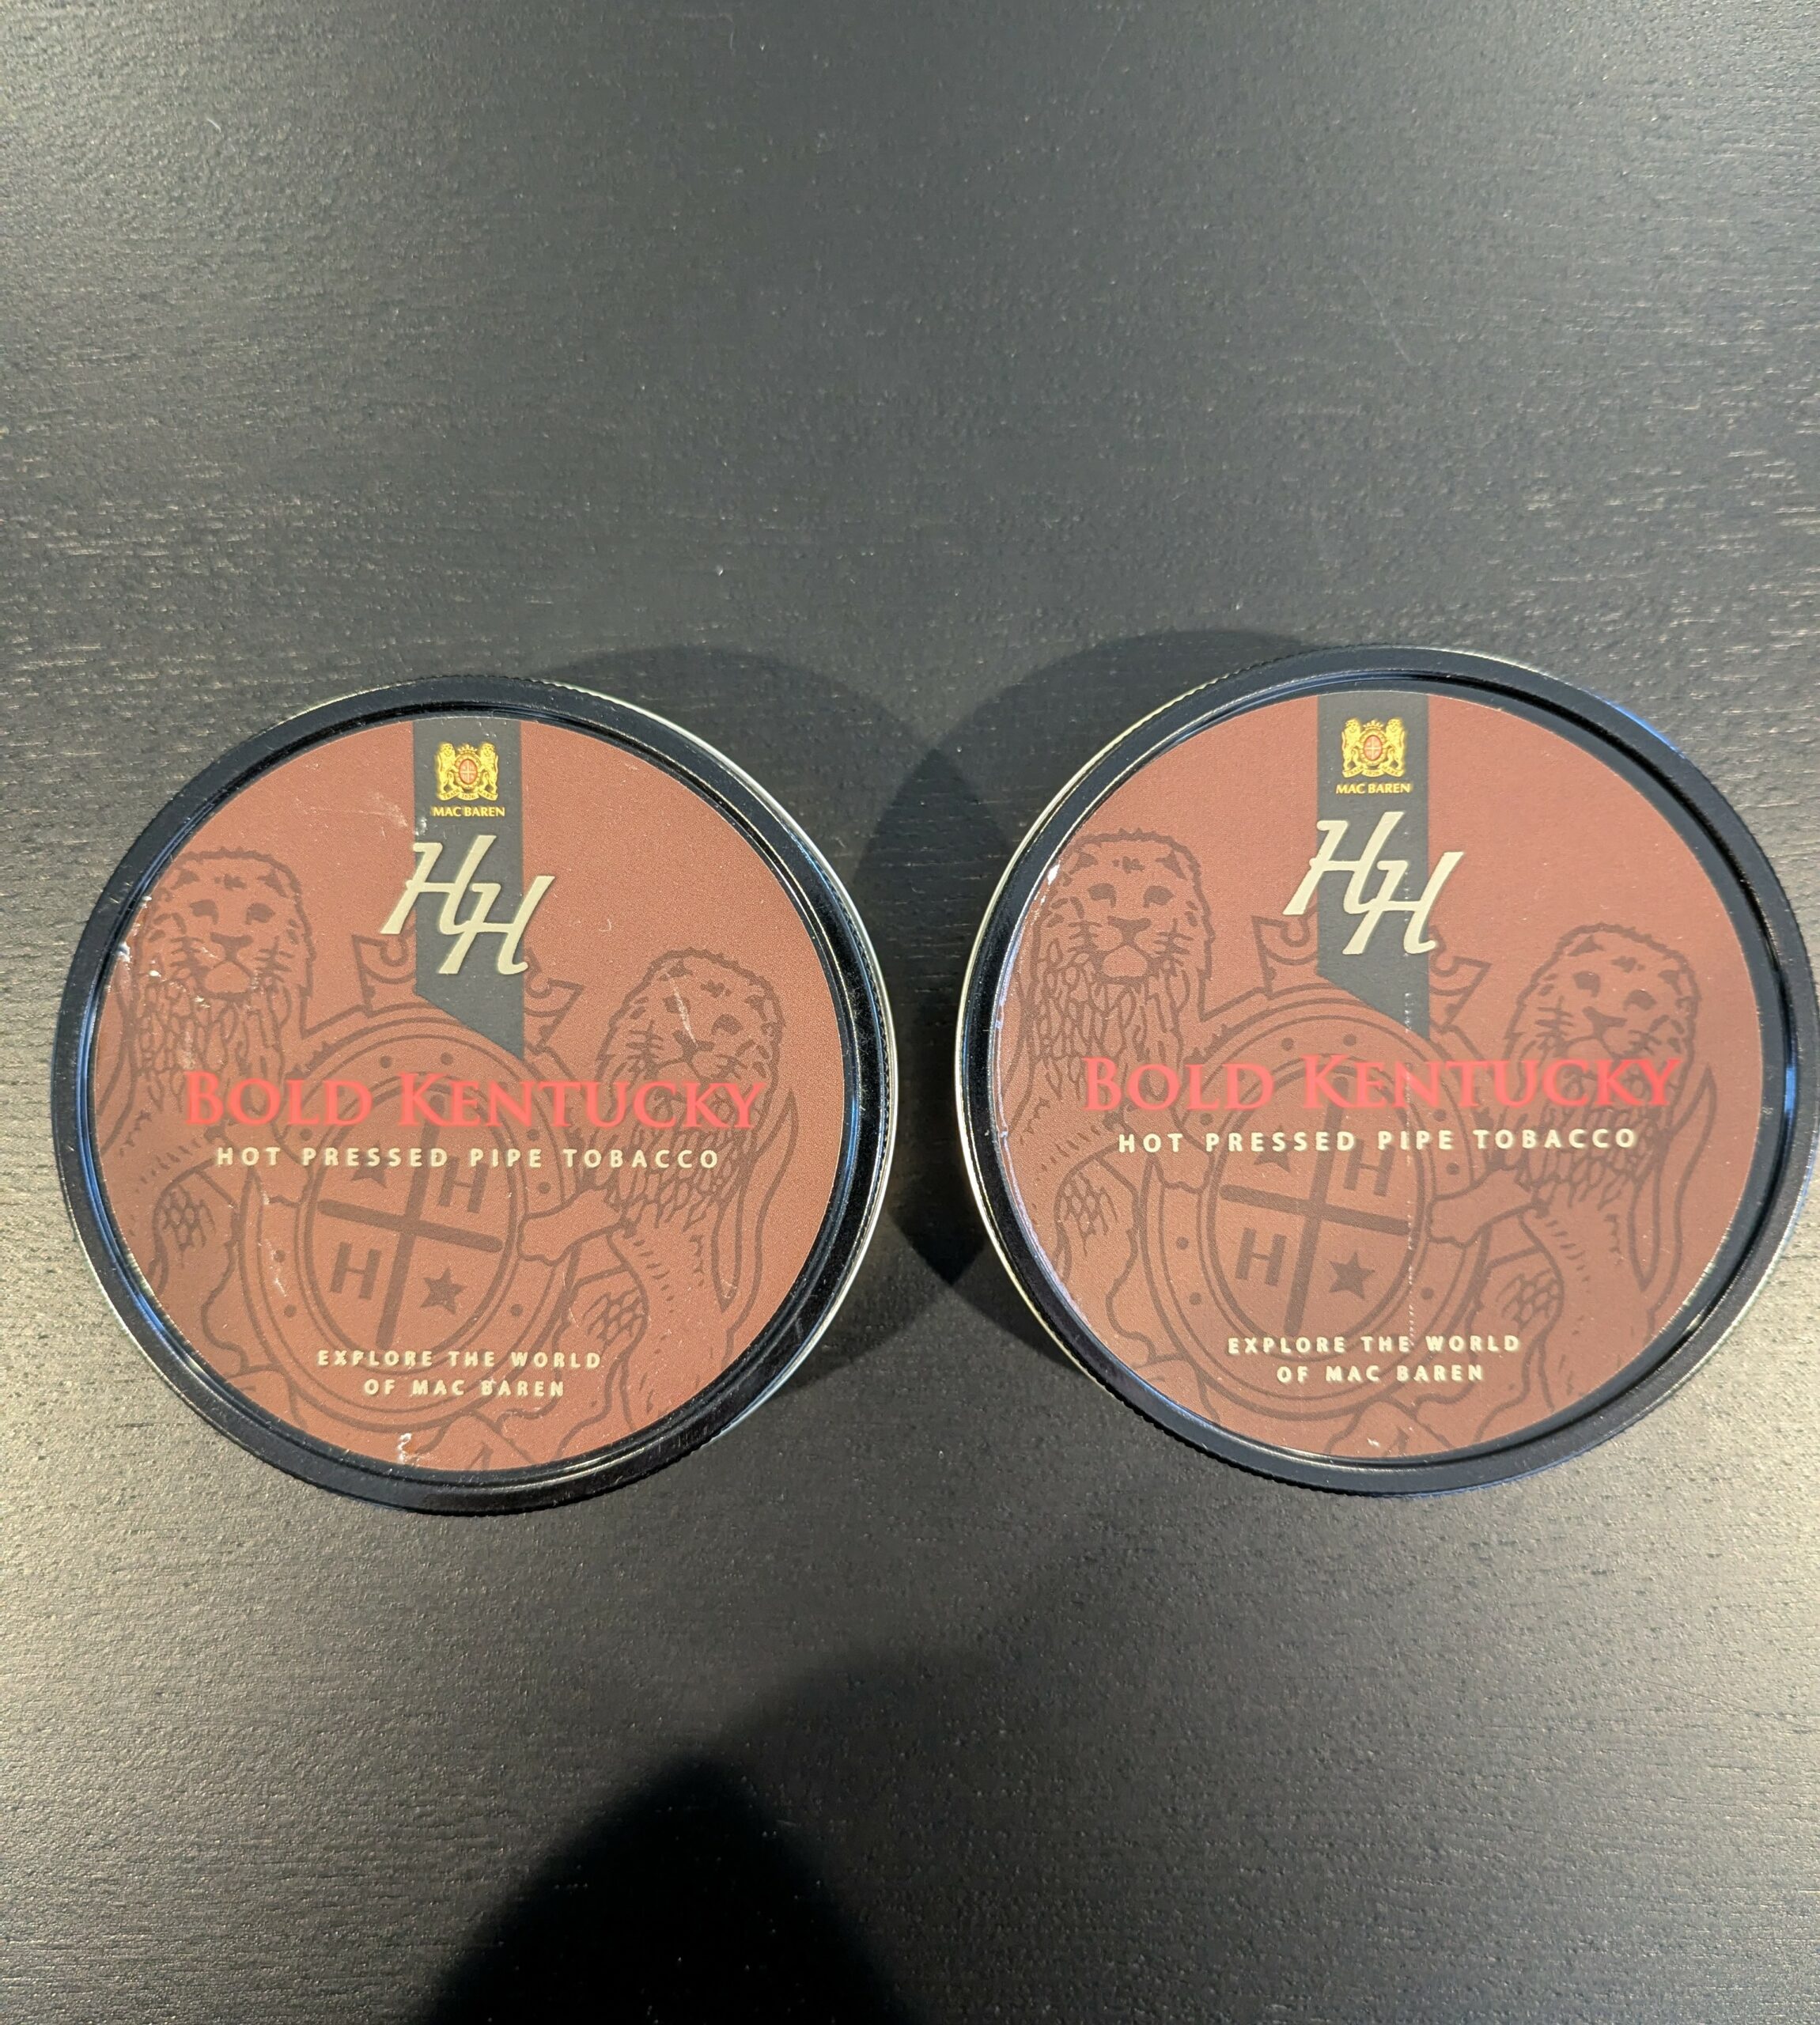 MAC BAREN
HH
BOLD KENTUCKY
HOT PRESSED PIPE TOBACCO
H
H
EXPLORE THE WORLD
OF MAC BAREN
MAC BAREN
HH
BOLD KENTUCKY
HOT PRESSED PIPE TOBACCO
H
H
EXPLORE THE WORLD
OF MAC BAREN